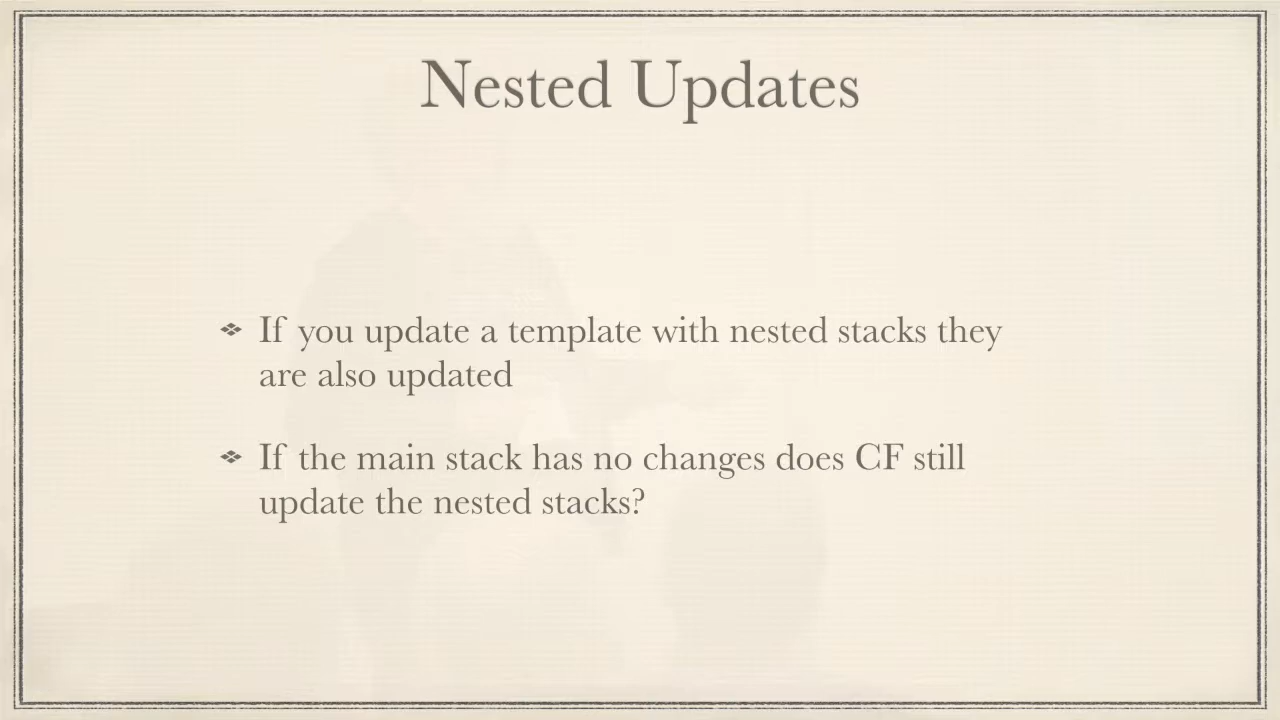 Nested Updates
If you update a template with nested stacks they
are also updated
If the main stack has no changes does CF still
update the nested stacks?